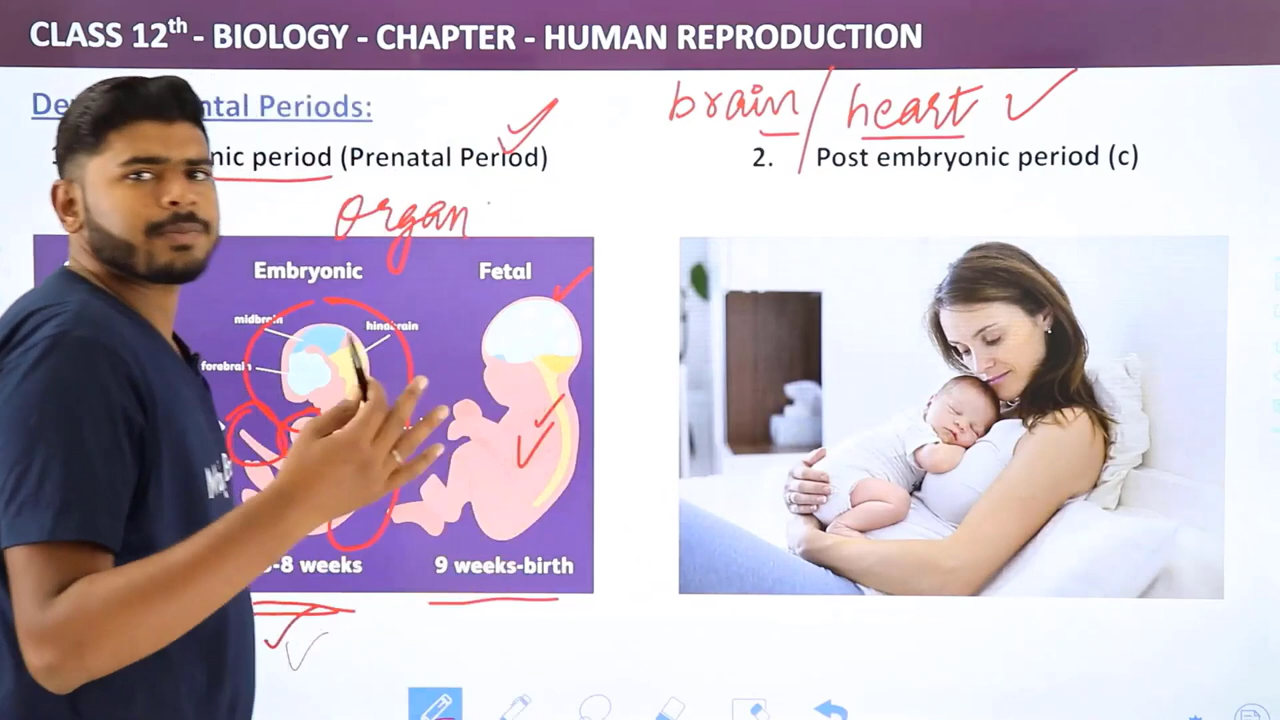 CLASS 12th - BIOLOGY - CHAPTER - HUMAN REPRODUCTION
ntal Periods:
brain / heart ✓
nic period (Prenatal Period)
2. Post embryonic period (c)
organ
Embryonic
Fetal
midbrain
hindbrain
forebrain
-8 weeks
9 weeks-birth